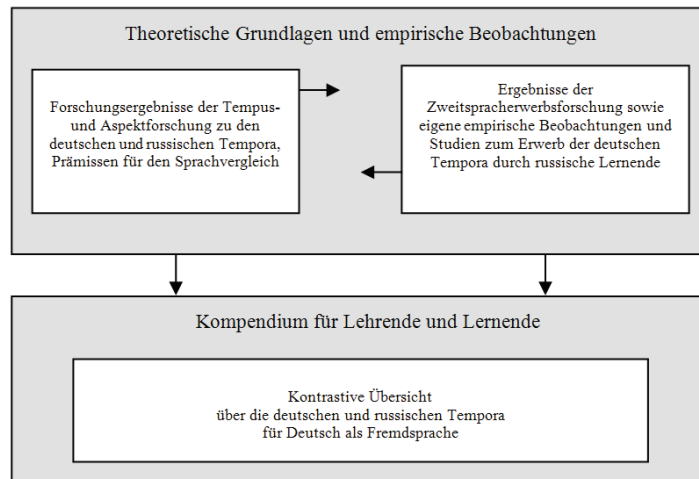 Theoretische Grundlagen und empirische Beobachtungen
Forschungsergebnisse der Tempus-
und Aspektforschung zu den
deutschen und russischen Tempora,
Prämissen für den Sprachvergleich
Ergebnisse der
Zweitspracherwerbsforschung sowie
eigene empirische Beobachtungen und
Studien zum Erwerb der deutschen
Tempora durch russische Lernende
Kompendium für Lehrende und Lernende
Kontrastive Übersicht
über die deutschen und russischen Tempora
für Deutsch als Fremdsprache